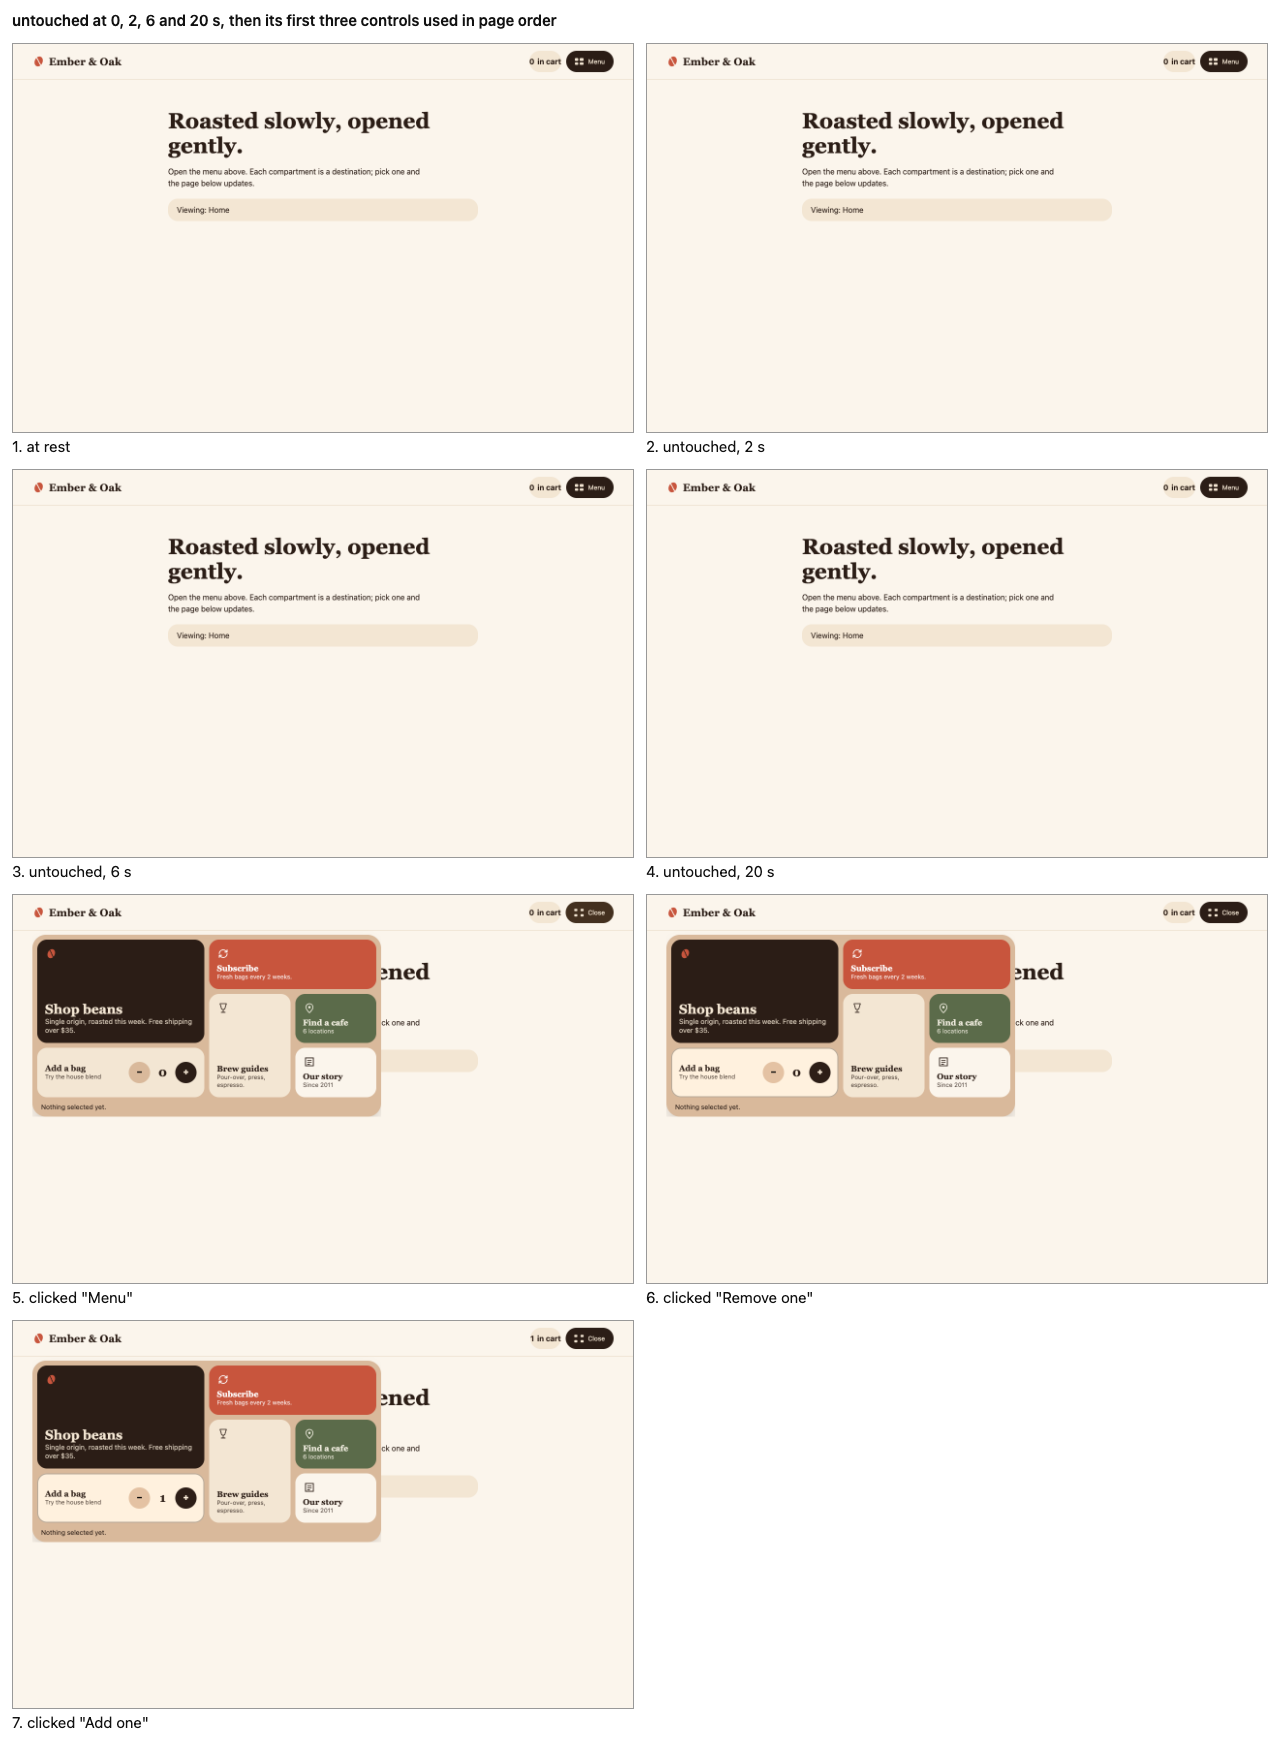 untouched at 0, 2, 6 and 20 s, then its first three controls used in page order
Ember & Oak
0 in cart
Menu
Roasted slowly, opened
gently.
Open the menu above. Each compartment is a destination; pick one and
the page below updates.
Viewing: Home
1. at rest
Ember & Oak
0 in cart
Menu
Roasted slowly, opened
gently.
Open the menu above. Each compartment is a destination; pick one and
the page below updates.
Viewing: Home
2. untouched, 2 s
Ember & Oak
0 in cart
Menu
Roasted slowly, opened
gently.
Open the menu above. Each compartment is a destination; pick one and
the page below updates.
Viewing: Home
3. untouched, 6 s
Ember & Oak
0 in cart
Menu
Roasted slowly, opened
gently.
Open the menu above. Each compartment is a destination; pick one and
the page below updates.
Viewing: Home
4. untouched, 20 s
Ember & Oak
0 in cart
Close
ened
ck one and
Shop beans
Single origin, roasted this week. Free shipping
over $35.
Subscribe
Fresh bags every 2 weeks.
Find a cafe
6 locations
Add a bag
Try the house blend
− 0 +
Brew guides
Pour-over, press,
espresso.
Our story
Since 2011
Nothing selected yet.
5. clicked "Menu"
Ember & Oak
0 in cart
Close
ened
ck one and
Shop beans
Single origin, roasted this week. Free shipping
over $35.
Subscribe
Fresh bags every 2 weeks.
Find a cafe
6 locations
Add a bag
Try the house blend
− 0 +
Brew guides
Pour-over, press,
espresso.
Our story
Since 2011
Nothing selected yet.
6. clicked "Remove one"
Ember & Oak
1 in cart
Close
ened
ck one and
Shop beans
Single origin, roasted this week. Free shipping
over $35.
Subscribe
Fresh bags every 2 weeks.
Find a cafe
6 locations
Add a bag
Try the house blend
− 1 +
Brew guides
Pour-over, press,
espresso.
Our story
Since 2011
Nothing selected yet.
7. clicked "Add one"